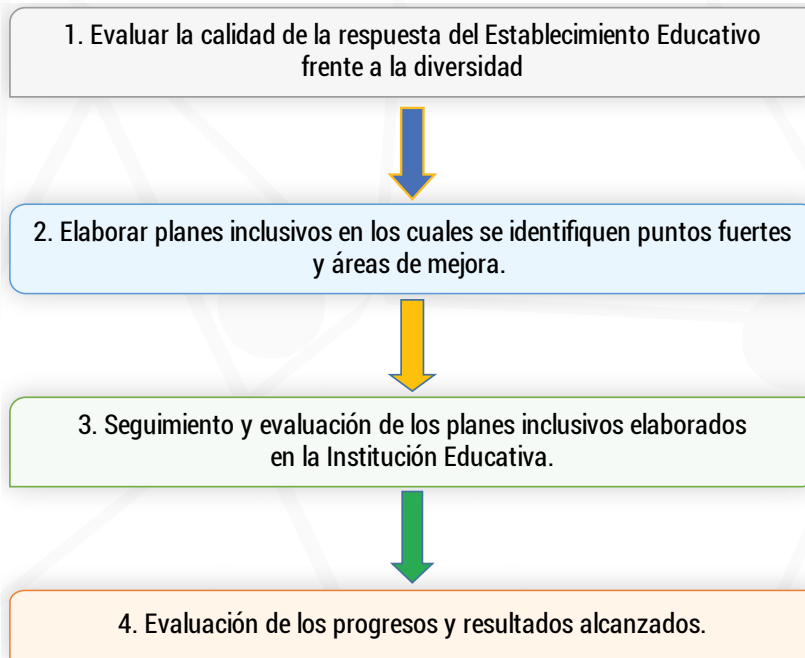 1. Evaluar la calidad de la respuesta del Establecimiento Educativo
frente a la diversidad
2. Elaborar planes inclusivos en los cuales se identifiquen puntos fuertes
y áreas de mejora.
3. Seguimiento y evaluación de los planes inclusivos elaborados
en la Institución Educativa.
4. Evaluación de los progresos y resultados alcanzados.